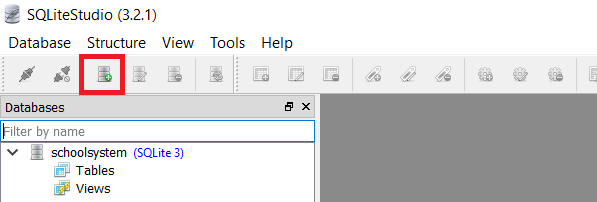 SQLiteStudio (3.2.1)
Database Structure View Tools Help
Databases
Filter by name
schoolsystem (SQLite 3)
Tables
Views